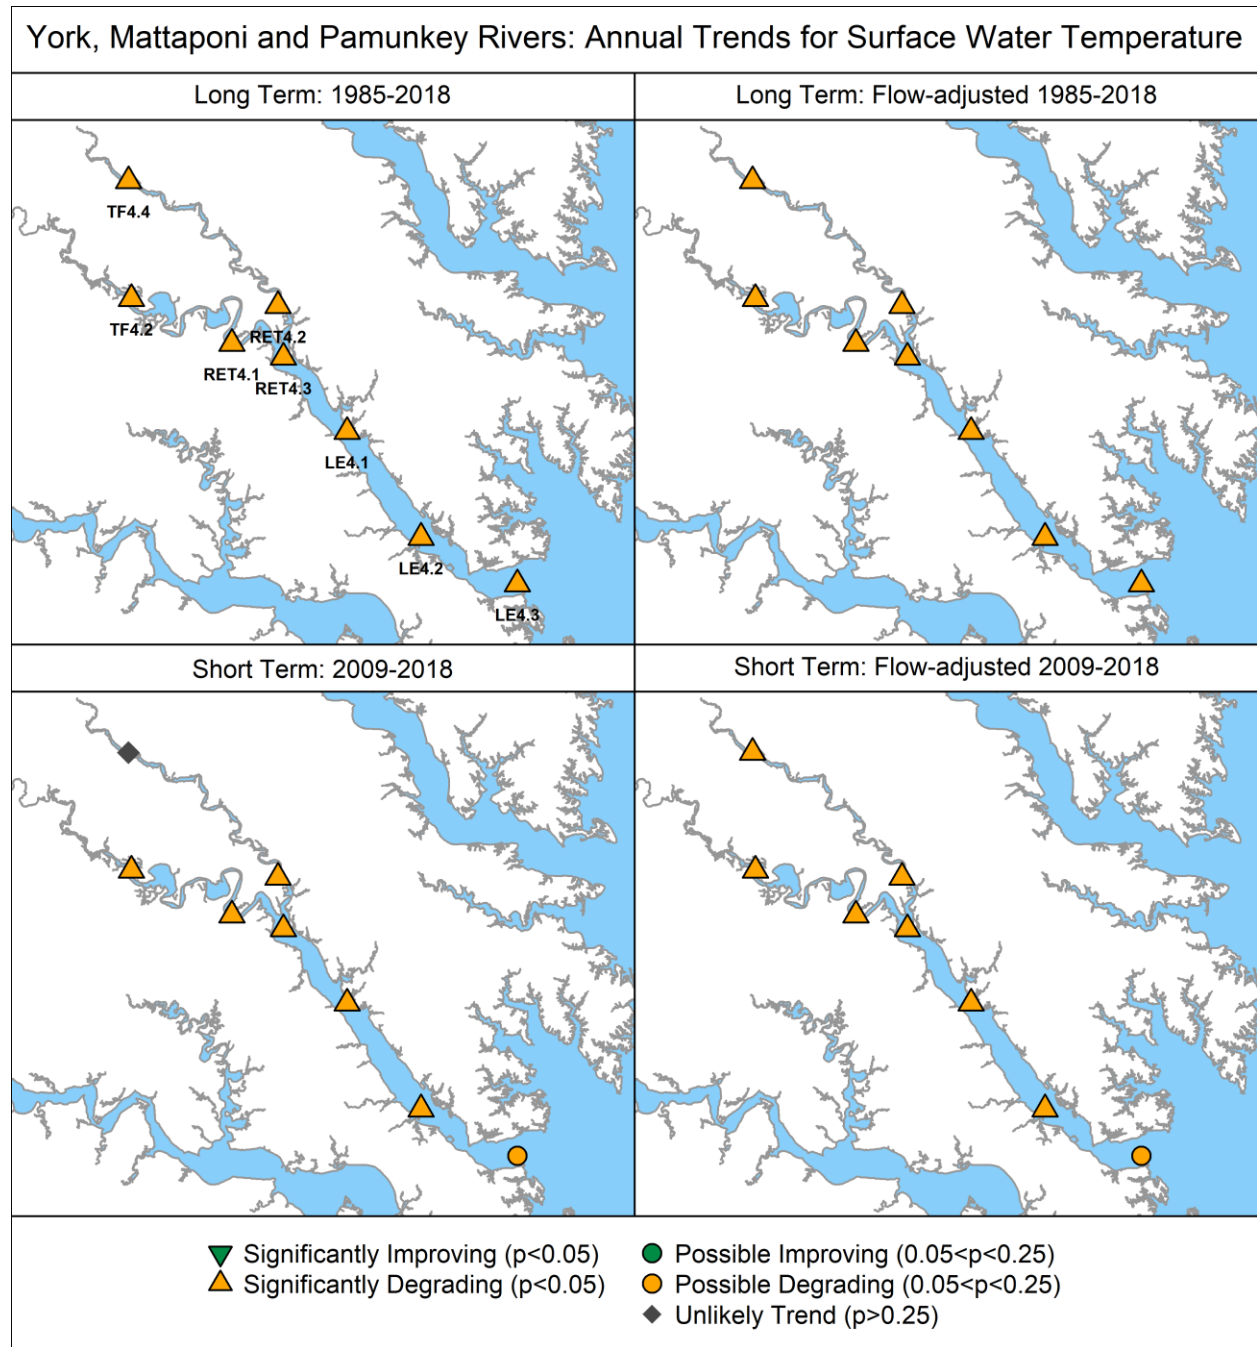 York, Mattaponi and Pamunkey Rivers: Annual Trends for Surface Water Temperature
Long Term: 1985-2018
Long Term: Flow-adjusted 1985-2018
TF4.4
TF4.2
RET4.2
RET4.1
RET4.3
LE4.1
LE4.2
LE4.3
Short Term: 2009-2018
Short Term: Flow-adjusted 2009-2018
Significantly Improving (p<0.05)
Significantly Degrading (p<0.05)
Possible Improving (0.05<p<0.25)
Possible Degrading (0.05<p<0.25)
Unlikely Trend (p>0.25)